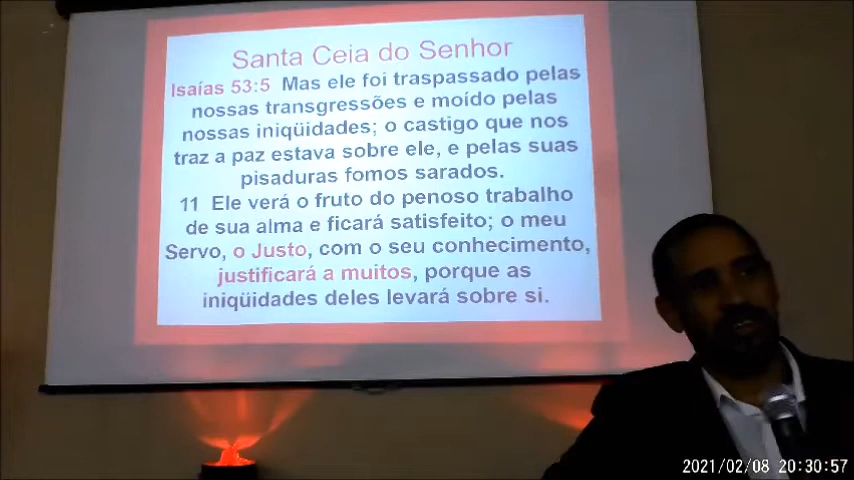 Santa Ceia do Senhor
Isaías 53:5 Mas ele foi traspassado pelas
nossas transgressões e moído pelas
nossas iniqüidades; o castigo que nos
traz a paz estava sobre ele, e pelas suas
pisaduras fomos sarados.
11 Ele verá o fruto do penoso trabalho
de sua alma e ficará satisfeito; o meu
Servo, o Justo, com o seu conhecimento,
justificará a muitos, porque as
iniqüidades deles levará sobre si.
2021/02/08 20:30:57